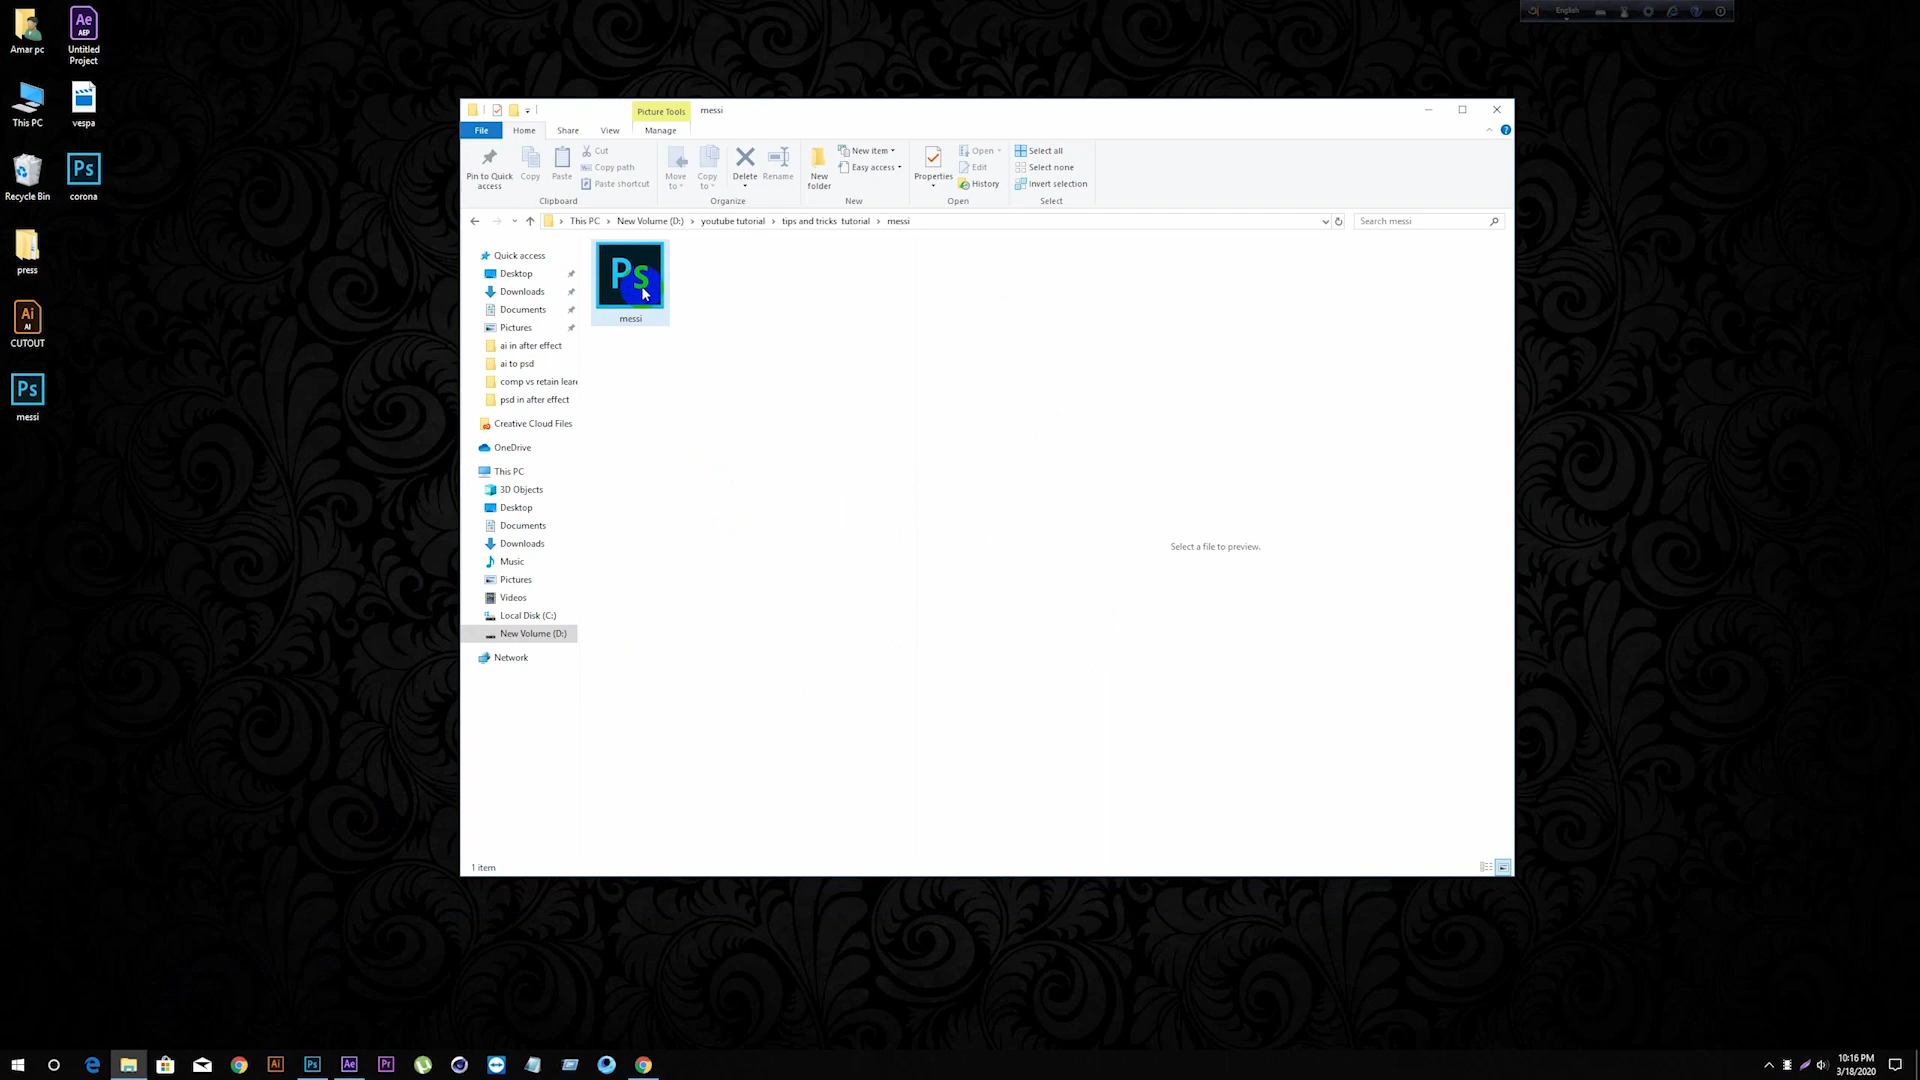 Amar pc
Ae
AEP
Untitled
Project
This PC
vespa
Recycle Bin
Ps
corona
press
Ai
AI
CUTOUT
Ps
messi
English
Picture Tools
messi
File
Home
Share
View
Manage
Pin to Quick
access
Copy
Paste
Cut
Copy path
Paste shortcut
Clipboard
Move
to
Copy
to
Delete
Rename
Organize
New
folder
New item
Easy access
New
Properties
Open
Edit
History
Open
Select all
Select none
Invert selection
Select
This PC > New Volume (D:) > youtube tutorial > tips and tricks tutorial > messi
Search messi
Quick access
Desktop
Downloads
Documents
Pictures
ai in after effect
ai to psd
comp vs retain leare
psd in after effect
Creative Cloud Files
OneDrive
This PC
3D Objects
Desktop
Documents
Downloads
Music
Pictures
Videos
Local Disk (C:)
New Volume (D:)
Network
Ps
messi
Select a file to preview.
1 item
Ai
Ps
Ae
Pr
10:16 PM
3/18/2020